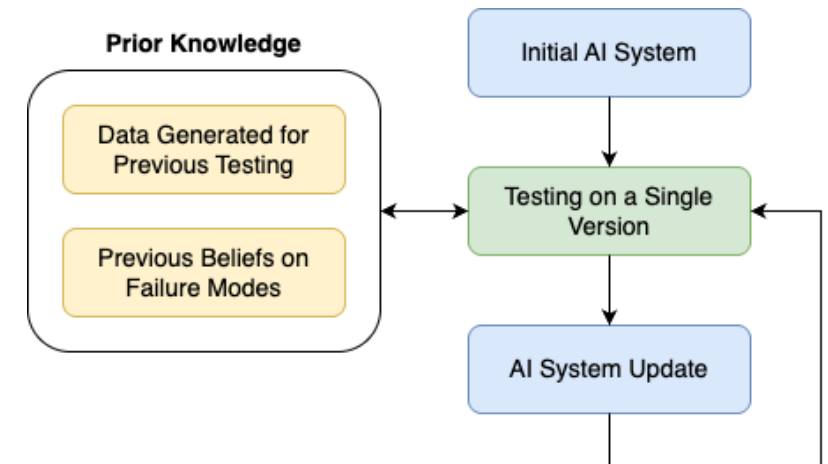 Prior Knowledge
Data Generated for
Previous Testing
Previous Beliefs on
Failure Modes
Initial AI System
Testing on a Single
Version
AI System Update